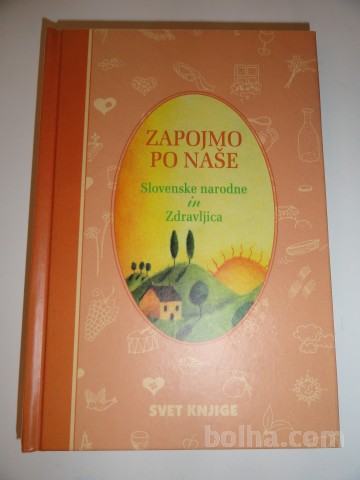 ZAPOJMO
PO NAŠE
Slovenske narodne
in
Zdravljica
SVET KNJIGE
bolha.com